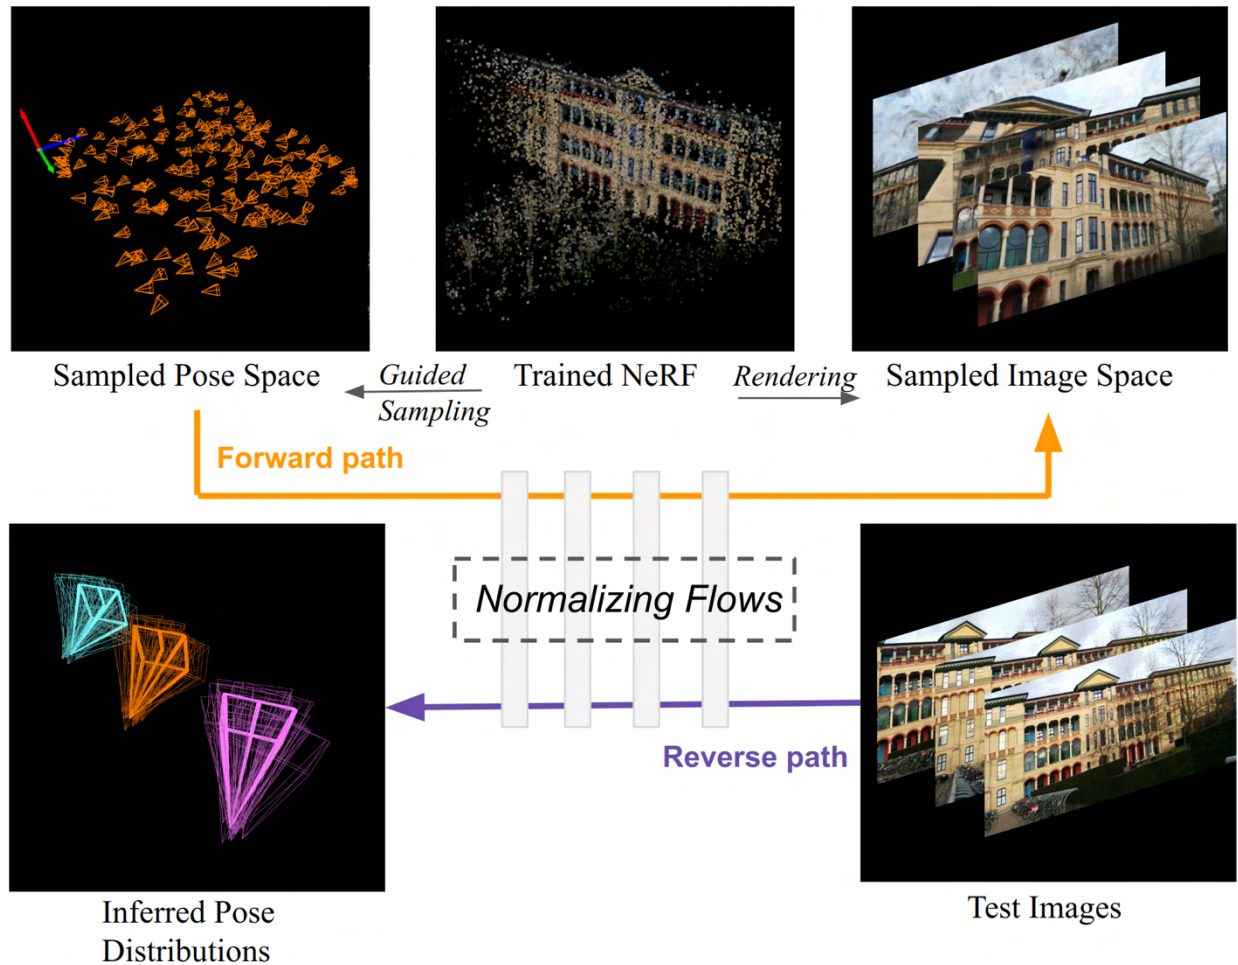 Sampled Pose Space
Guided
Sampling
Trained NeRF
Rendering
Sampled Image Space
Forward path
Normalizing Flows
Reverse path
Inferred Pose
Distributions
Test Images